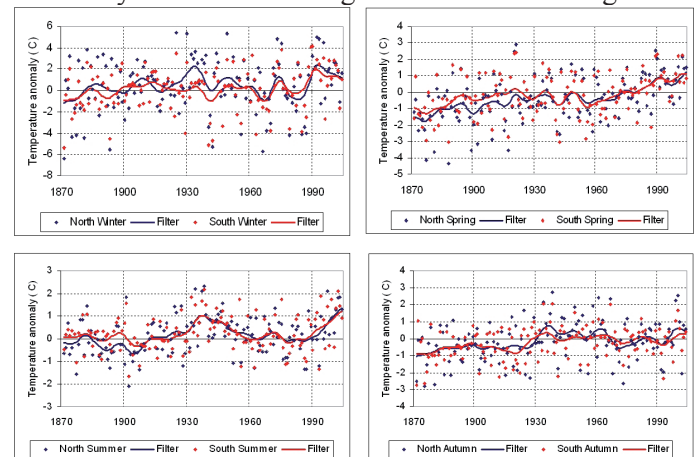 Temperature anomaly ( C)
6
4
2
0
-2
-4
-6
-8
1870 1900 1930 1960 1990
North Winter Filter South Winter Filter
Temperature anomaly ( C)
4
3
2
1
0
-1
-2
-3
-4
-5
1870 1900 1930 1960 1990
North Spring Filter South Spring Filter
Temperature anomaly ( C)
3
2
1
0
-1
-2
-3
1870 1900 1930 1960 1990
North Summer Filter South Summer Filter
Temperature anomaly ( C)
4
3
2
1
0
-1
-2
-3
-4
1870 1900 1930 1960 1990
North Autumn Filter South Autumn Filter